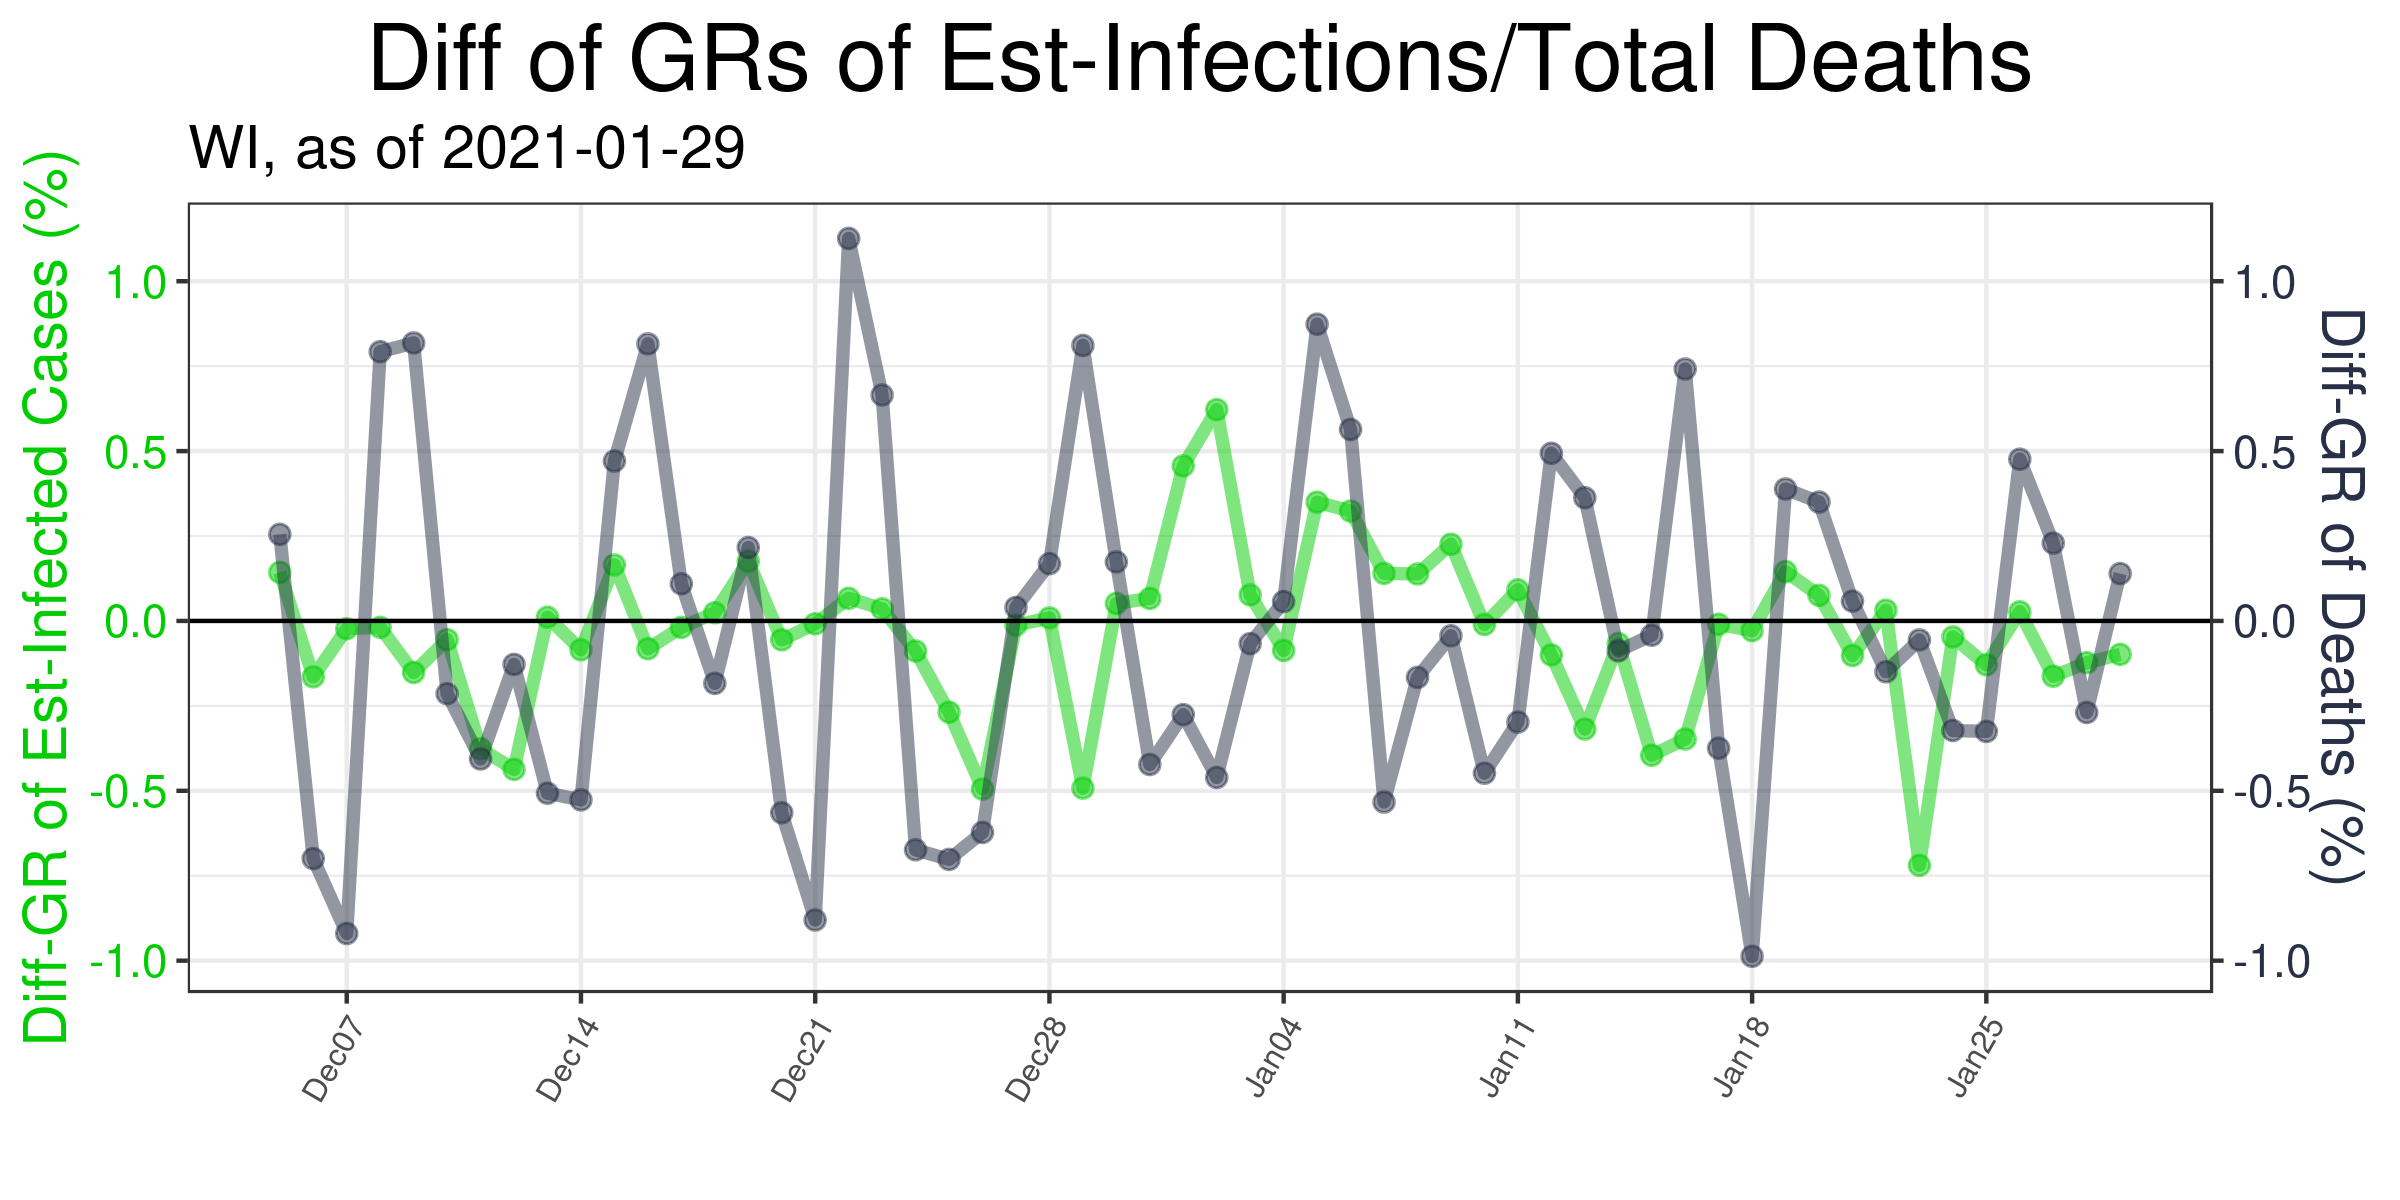 Diff of GRs of Est-Infections/Total Deaths
WI, as of 2021-01-29
Diff-GR of Est-Infected Cases (%)
1.0
0.5
0.0
-0.5
-1.0
1.0
0.5
0.0
-0.5
-1.0
Diff-GR of Deaths (%)
Dec07
Dec14
Dec21
Dec28
Jan04
Jan11
Jan18
Jan25